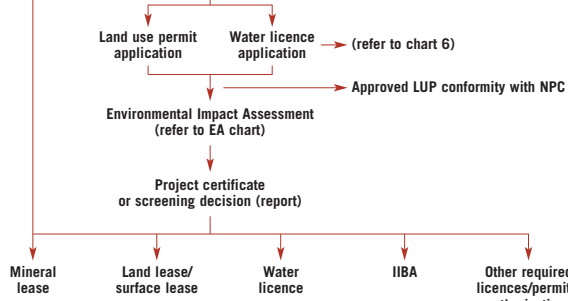 Land use permit
application
Water licence
application
(refer to chart 6)
Approved LUP conformity with NPC
Environmental Impact Assessment
(refer to EA chart)
Project certificate
or screening decision (report)
Mineral
lease
Land lease/
surface lease
Water
licence
IIBA
Other required